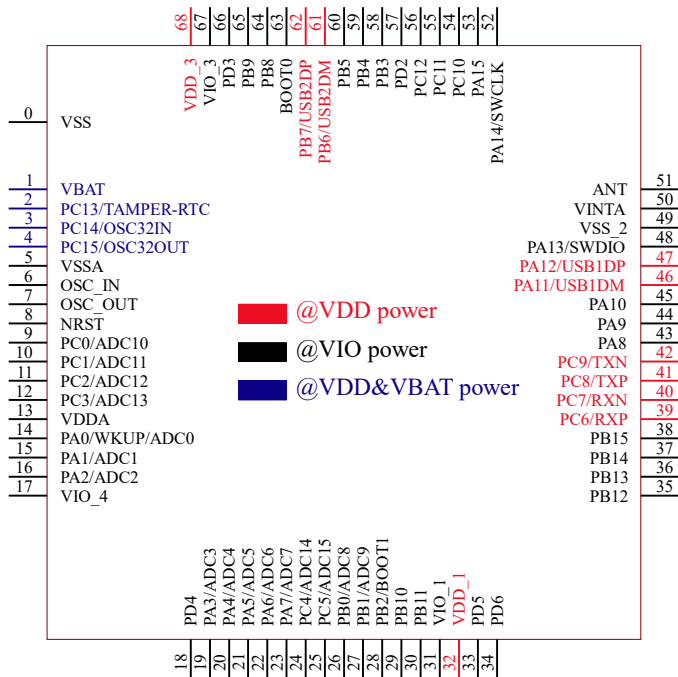 68 67 66 65 64 63 62 61 60 59 58 57 56 55 54 53 52
VDD_3
VIO_3
PD3
PB9
PB8
BOOT0
PB7/USB2DP
PB6/USB2DM
PB5
PB4
PB3
PD2
PC12
PC11
PC10
PA15
PA14/SWCLK
0 VSS
1 VBAT
2 PC13/TAMPER-RTC
3 PC14/OSC32IN
4 PC15/OSC32OUT
5 VSSA
6 OSC_IN
7 OSC_OUT
8 NRST
9 PC0/ADC10
10 PC1/ADC11
11 PC2/ADC12
12 PC3/ADC13
13 VDDA
14 PA0/WKUP/ADC0
15 PA1/ADC1
16 PA2/ADC2
17 VIO_4
@VDD power
@VIO power
@VDD&VBAT power
ANT 51
VINTA 50
VSS_2 49
PA13/SWDIO 48
PA12/USB1DP 47
PA11/USB1DM 46
PA10 45
PA9 44
PA8 43
PC9/TXN 42
PC8/TXP 41
PC7/RXN 40
PC6/RXP 39
PB15 38
PB14 37
PB13 36
PB12 35
PD4
PA3/ADC3
PA4/ADC4
PA5/ADC5
PA6/ADC6
PA7/ADC7
PC4/ADC14
PC5/ADC15
PB0/ADC8
PB1/ADC9
PB2/BOOT1
PB10
PB11
VIO_1
VDD_1
PD5
PD6
18 19 20 21 22 23 24 25 26 27 28 29 30 31 32 33 34